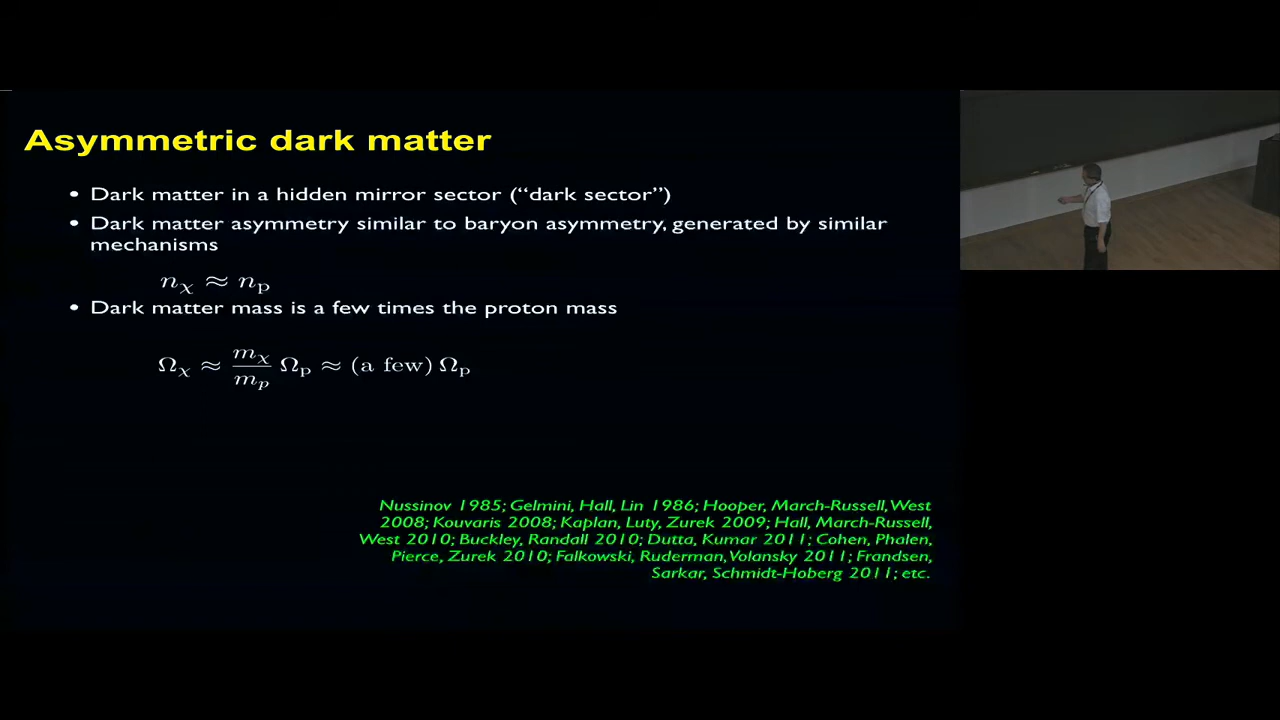 Asymmetric dark matter
• Dark matter in a hidden mirror sector (“dark sector”)
• Dark matter asymmetry similar to baryon asymmetry, generated by similar
mechanisms
n_χ ≈ n_p
• Dark matter mass is a few times the proton mass
Ω_χ ≈ m_χ/m_p Ω_p ≈ (a few) Ω_p
Nussinov 1985; Gelmini, Hall, Lin 1986; Hooper, March-Russell, West
2008; Kouvaris 2008; Kaplan, Luty, Zurek 2009; Hall, March-Russell,
West 2010; Buckley, Randall 2010; Dutta, Kumar 2011; Cohen, Phalen,
Pierce, Zurek 2010; Falkowski, Ruderman, Volansky 2011; Frandsen,
Sarkar, Schmidt-Hoberg 2011; etc.